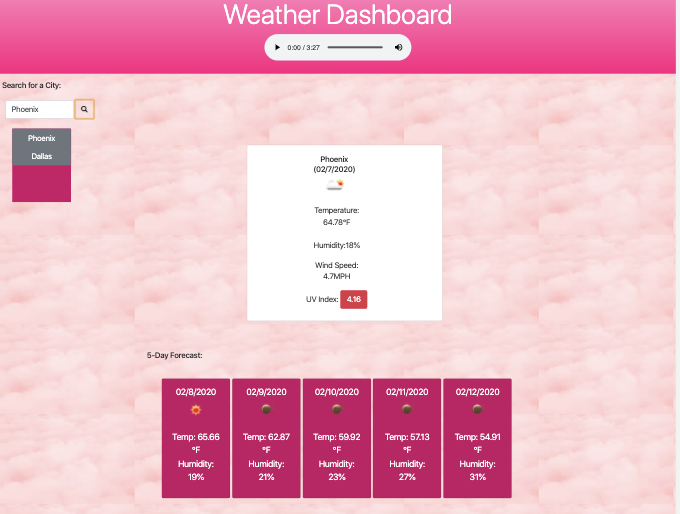 Weather Dashboard
0:00 / 3:27
Search for a City:
Phoenix
Phoenix
Dallas
Phoenix
(02/7/2020)
Temperature:
64.78°F
Humidity:18%
Wind Speed:
4.7MPH
UV Index: 4.16
5-Day Forecast:
02/8/2020
Temp: 65.66
°F
Humidity:
19%
02/9/2020
Temp: 62.87
°F
Humidity:
21%
02/10/2020
Temp: 59.92
°F
Humidity:
23%
02/11/2020
Temp: 57.13
°F
Humidity:
27%
02/12/2020
Temp: 54.91
°F
Humidity:
31%